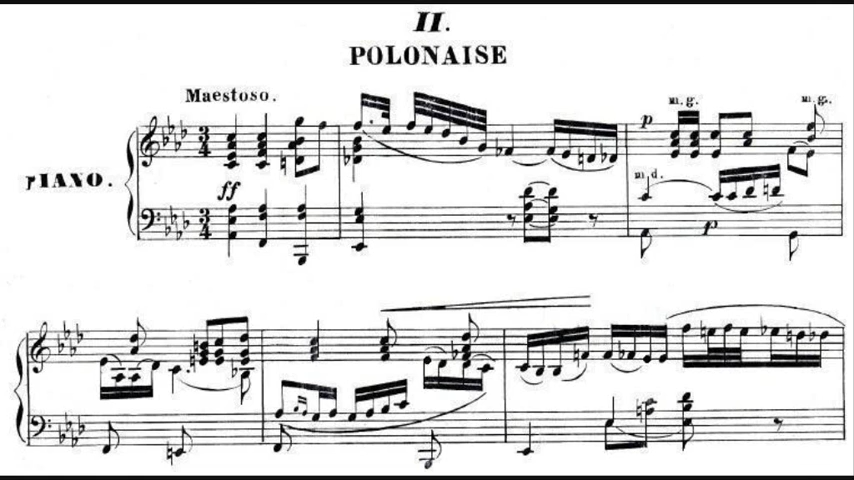 II.
POLONAISE
Maestoso.
m.g. m.g.
p
PIANO.
ff
m.d.
p